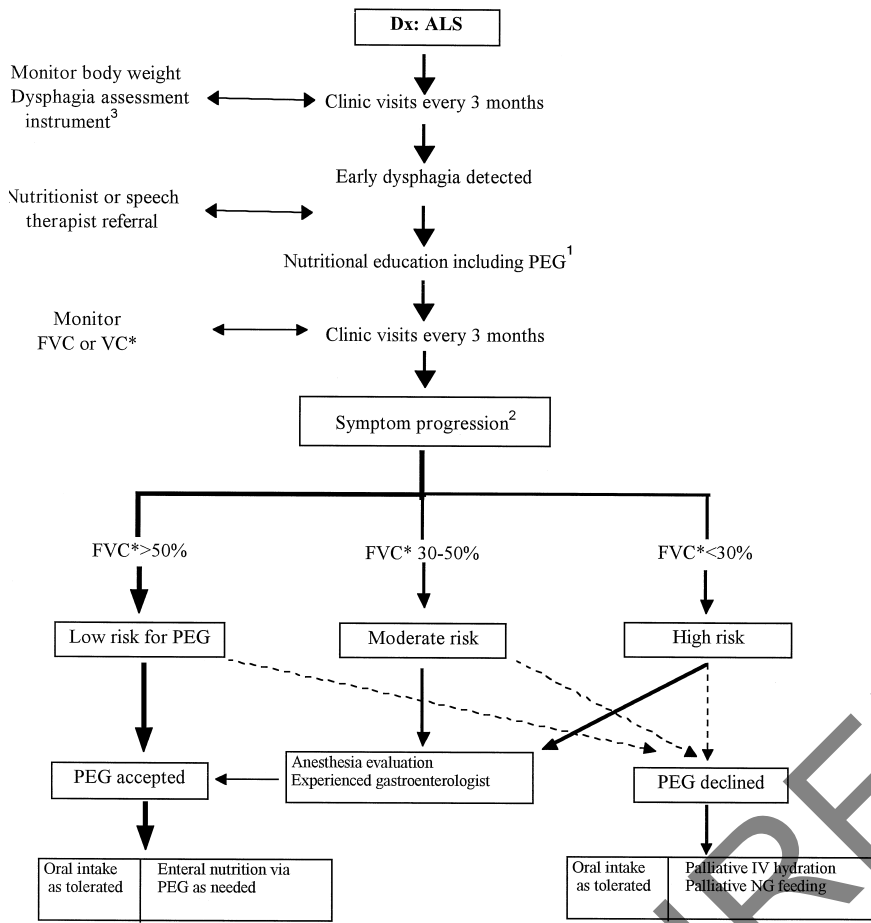 Dx: ALS
Monitor body weight
Dysphagia assessment
instrument3
Clinic visits every 3 months
Early dysphagia detected
Nutritionist or speech
therapist referral
Nutritional education including PEG1
Monitor
FVC or VC*
Clinic visits every 3 months
Symptom progression2
FVC*>50%
FVC* 30-50%
FVC*<30%
Low risk for PEG
Moderate risk
High risk
PEG accepted
Anesthesia evaluation
Experienced gastroenterologist
PEG declined
Oral intake
as tolerated
Enteral nutrition via
PEG as needed
Oral intake
as tolerated
Palliative IV hydration
Palliative NG feeding